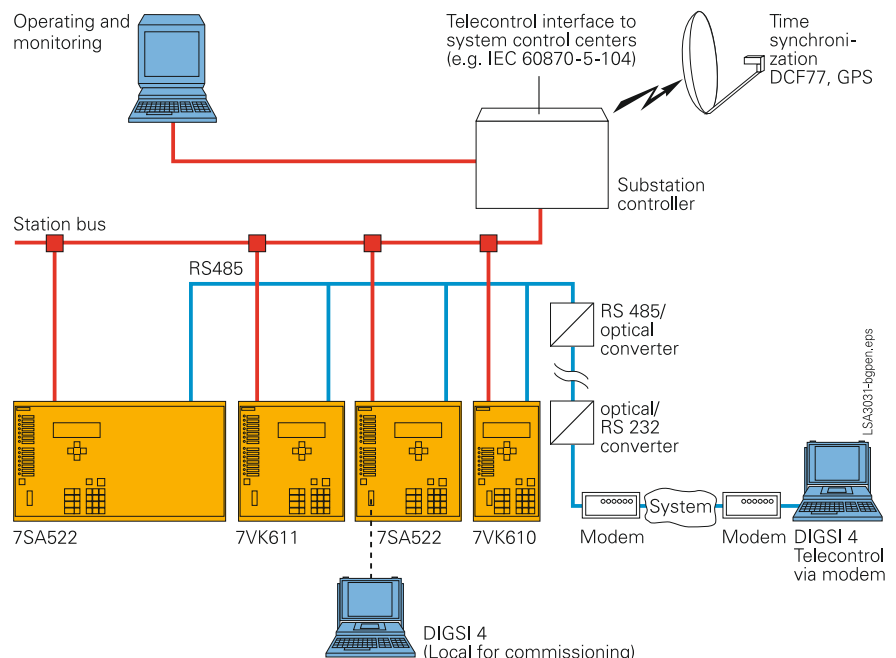 Operating and
monitoring
Telecontrol interface to
system control centers
(e.g. IEC 60870-5-104)
Time
synchroni-
zation
DCF77, GPS
Substation
controller
Station bus
RS485
RS 485/
optical
converter
optical/
RS 232
converter
LSA3031-bgpen.eps
7SA522
7VK611
7SA522
7VK610
Modem
System
Modem
DIGSI 4
Telecontrol
via modem
DIGSI 4
(Local for commissioning)